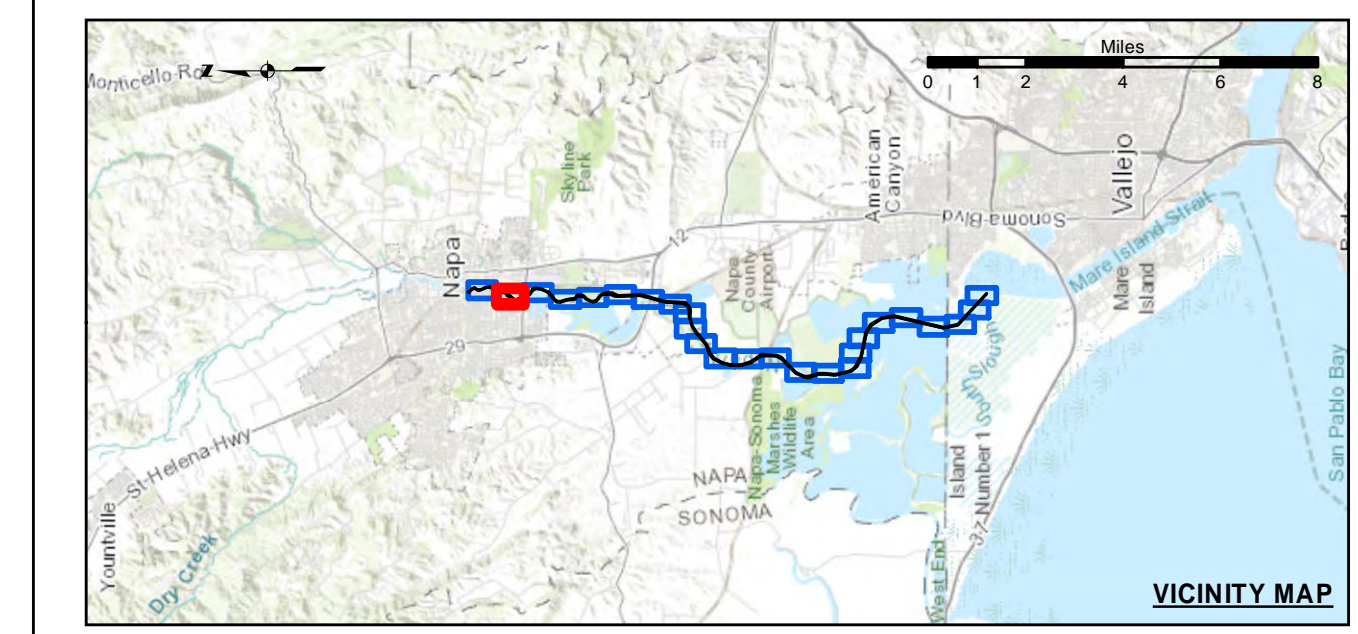 Miles
0 1 2 4 6 8
Monticello Rd
Z
Skyline
Park
American
Canyon
Vallejo
Sonoma-Blvd
Mare Island Strait
Napa
12
Napa
County
Airport
Mare
Island
29
South Slough
Napa-Sonoma
Marshes
Wildlife
Area
St-Helena-Hwy
NAPA
SONOMA
Island
Number 1
37
San Pablo Bay
Yountville
Dry Creek
West End
VICINITY MAP